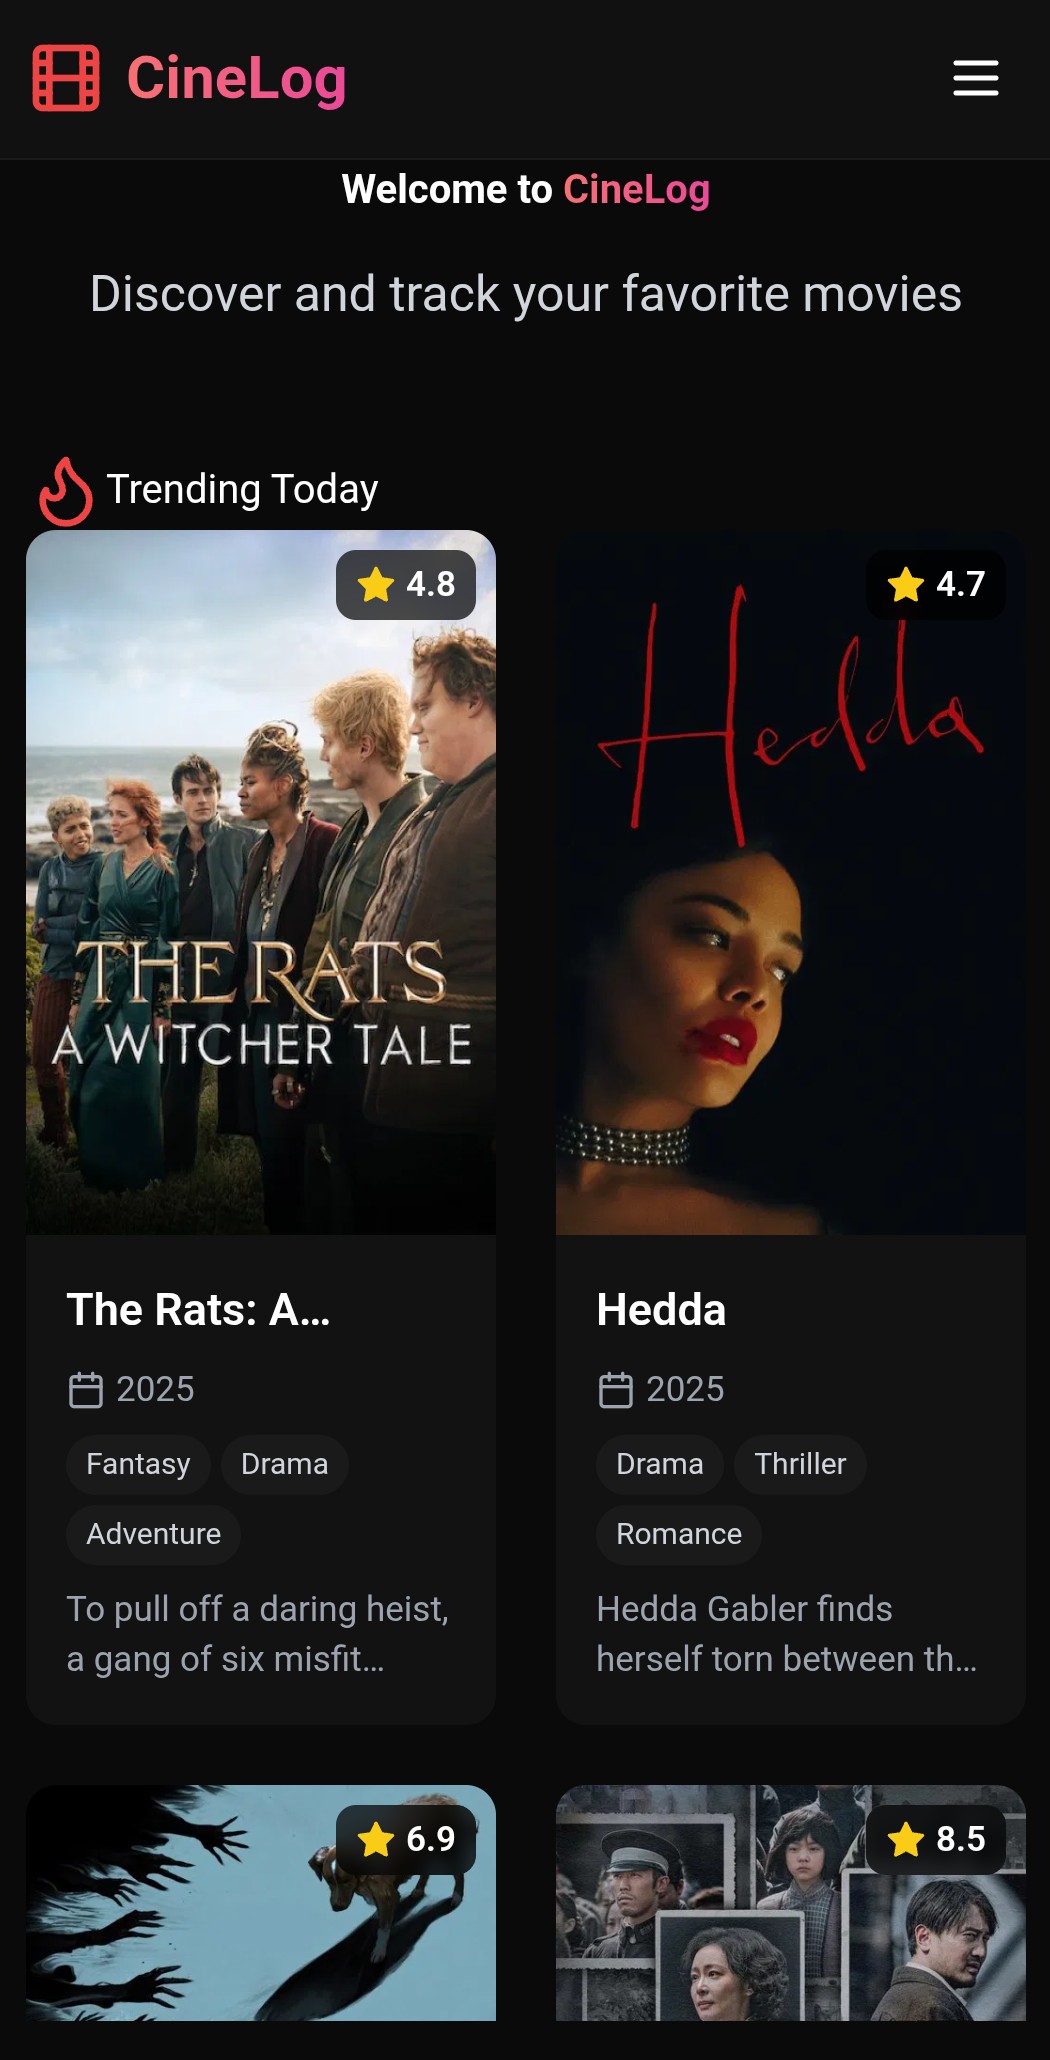 CineLog
Welcome to CineLog
Discover and track your favorite movies
Trending Today
4.8
THE RATS
A WITCHER TALE
The Rats: A...
2025
Fantasy Drama
Adventure
To pull off a daring heist,
a gang of six misfit...
4.7
Hedda
Hedda
2025
Drama Thriller
Romance
Hedda Gabler finds
herself torn between th...
6.9
8.5